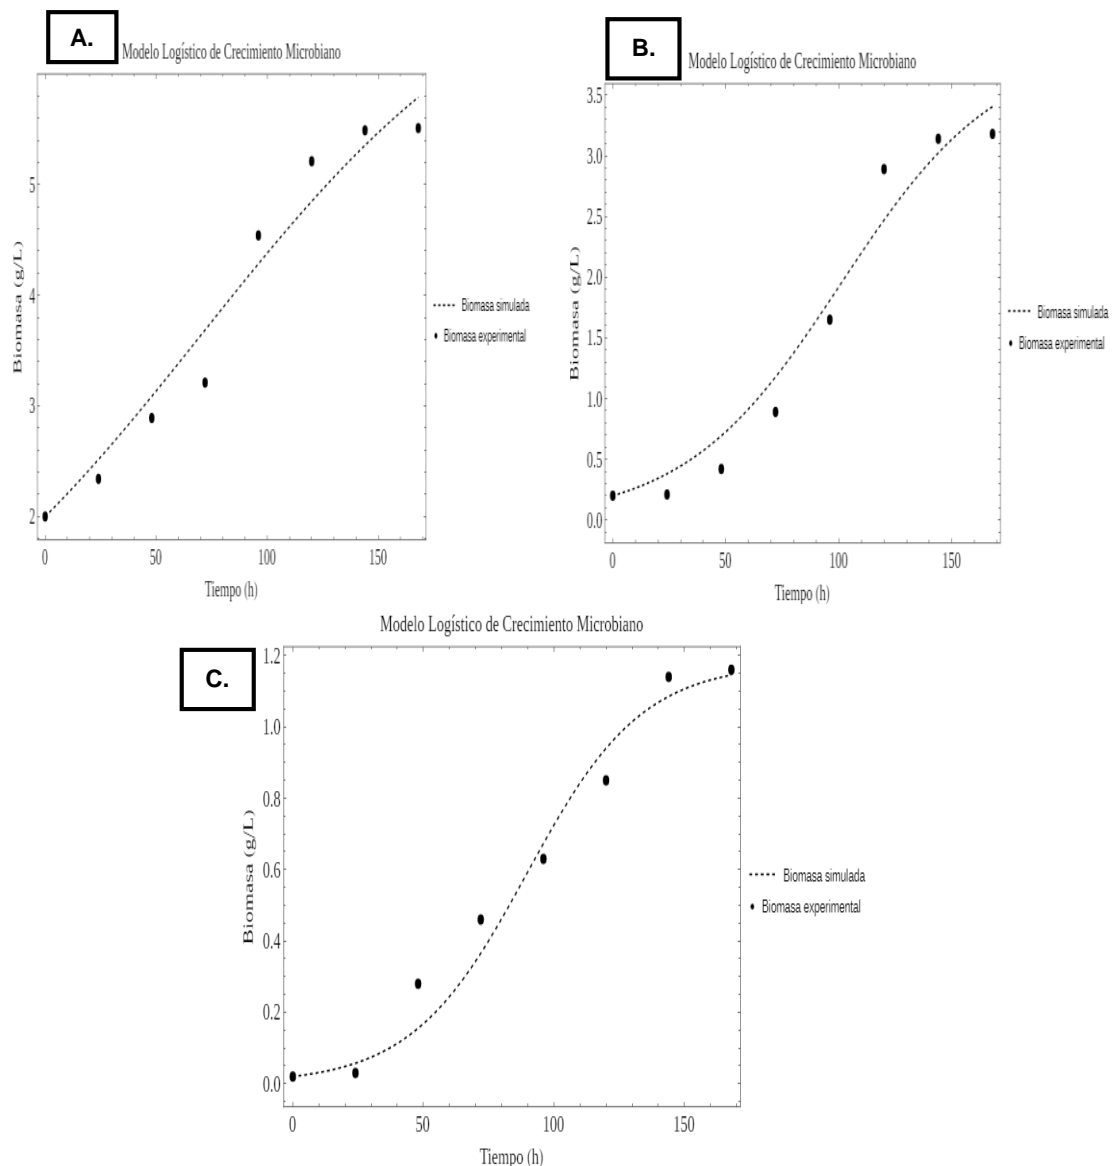 A.
Modelo Logístico de Crecimiento Microbiano
5
4
3
2
Biomasa (g/L)
0 50 100 150
Tiempo (h)
Biomasa simulada
Biomasa experimental
B.
Modelo Logístico de Crecimiento Microbiano
3.5
3.0
2.5
2.0
1.5
1.0
0.5
0.0
Biomasa (g/L)
0 50 100 150
Tiempo (h)
Biomasa simulada
Biomasa experimental
C.
Modelo Logístico de Crecimiento Microbiano
1.2
1.0
0.8
0.6
0.4
0.2
0.0
Biomasa (g/L)
0 50 100 150
Tiempo (h)
Biomasa simulada
Biomasa experimental